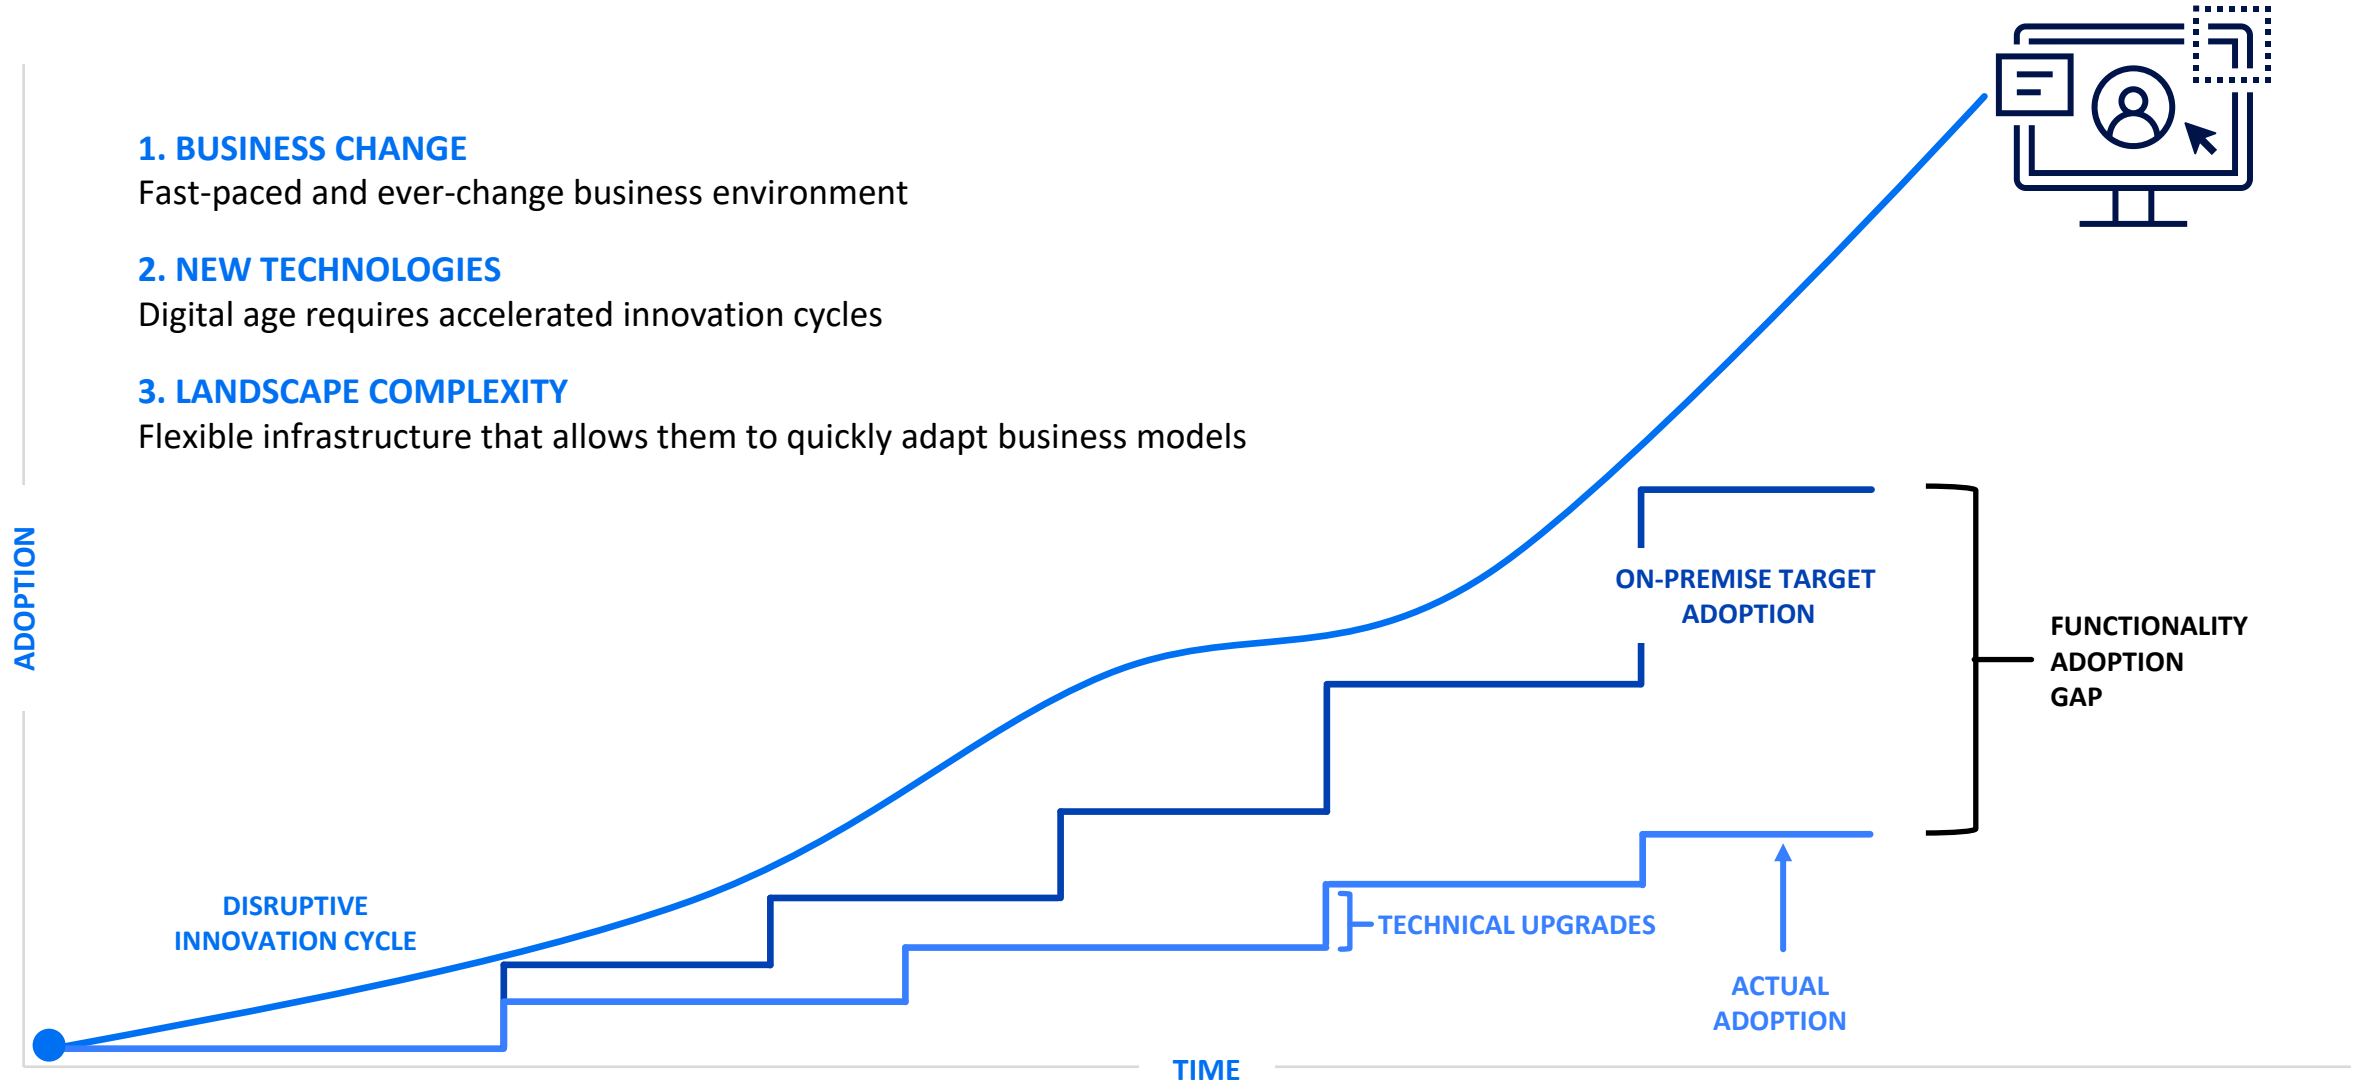 1. BUSINESS CHANGE
Fast-paced and ever-change business environment
2. NEW TECHNOLOGIES
Digital age requires accelerated innovation cycles
3. LANDSCAPE COMPLEXITY
Flexible infrastructure that allows them to quickly adapt business models
ADOPTION
ON-PREMISE TARGET
ADOPTION
FUNCTIONALITY
ADOPTION
GAP
DISRUPTIVE
INNOVATION CYCLE
TECHNICAL UPGRADES
ACTUAL
ADOPTION
TIME